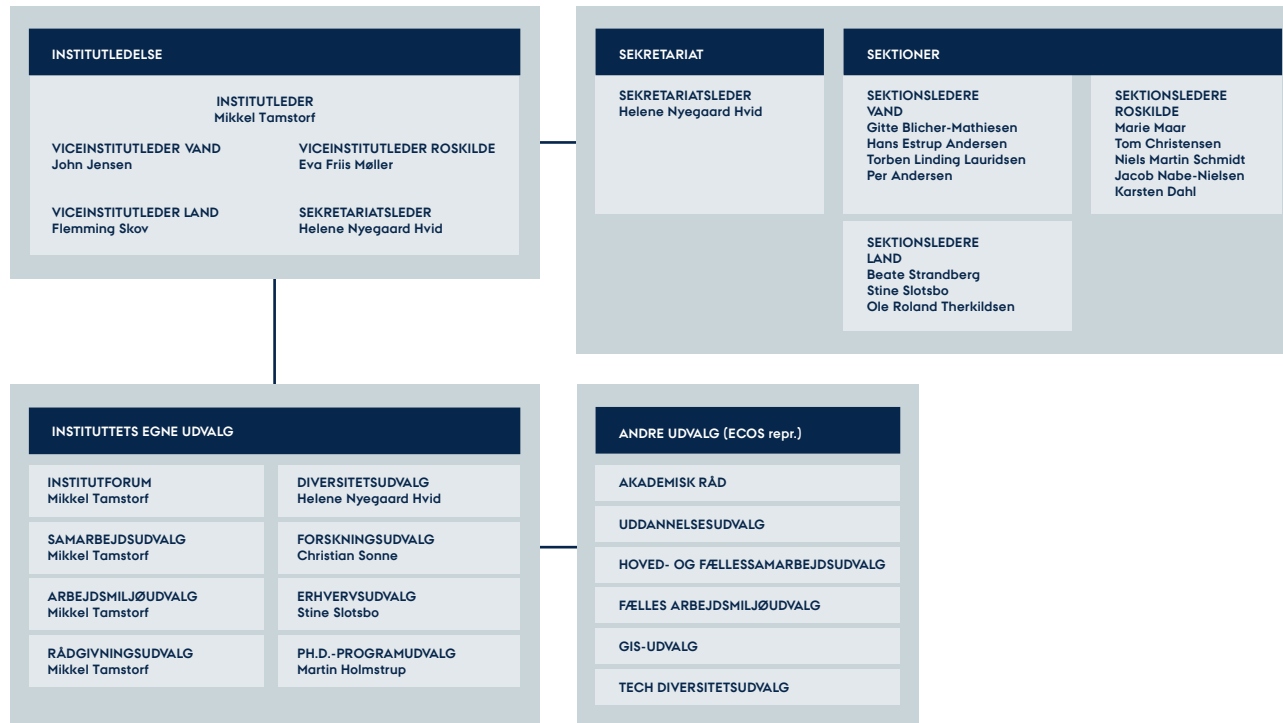 INSTITUTLEDELSE
INSTITUTLEDER
Mikkel Tamstorf
VICEINSTITUTLEDER VAND
John Jensen
VICEINSTITUTLEDER ROSKILDE
Eva Friis Møller
VICEINSTITUTLEDER LAND
Flemming Skov
SEKRETARIATSLEDER
Helene Nyegaard Hvid
SEKRETARIAT
SEKRETARIATSLEDER
Helene Nyegaard Hvid
SEKTIONER
SEKTIONSLEDERE
VAND
Gitte Blicher-Mathiesen
Hans Estrup Andersen
Torben Linding Lauridsen
Per Andersen
SEKTIONSLEDERE
ROSKILDE
Marie Maar
Tom Christensen
Niels Martin Schmidt
Jacob Nabe-Nielsen
Karsten Dahl
SEKTIONSLEDERE
LAND
Beate Strandberg
Stine Slotsbo
Ole Roland Therkildsen
INSTITUTTETS EGNE UDVALG
INSTITUTFORUM
Mikkel Tamstorf
DIVERSITETSUDVALG
Helene Nyegaard Hvid
SAMARBEJDSUDVALG
Mikkel Tamstorf
FORSKNINGSUDVALG
Christian Sonne
ARBEJDSMILJØUDVALG
Mikkel Tamstorf
ERHVERVSUDVALG
Stine Slotsbo
RÅDGIVNINGSUDVALG
Mikkel Tamstorf
PH.D.-PROGRAMUDVALG
Martin Holmstrup
ANDRE UDVALG (ECOS repr.)
AKADEMISK RÅD
UDDANNELSESUDVALG
HOVED- OG FÆLLESSAMARBEJDSUDVALG
FÆLLES ARBEJDSMILJØUDVALG
GIS-UDVALG
TECH DIVERSITETSUDVALG